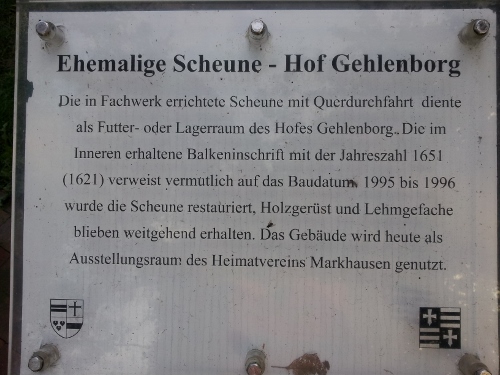 Ehemalige Scheune - Hof Gehlenborg
Die in Fachwerk errichtete Scheune mit Querdurchfahrt diente
als Futter- oder Lagerraum des Hofes Gehlenborg. Die im
Inneren erhaltene Balkeninschrift mit der Jahreszahl 1651
(1621) verweist vermutlich auf das Baudatum. 1995 bis 1996
wurde die Scheune restauriert, Holzgerüst und Lehmgefache
blieben weitgehend erhalten. Das Gebäude wird heute als
Ausstellungsraum des Heimatvereins Markhausen genutzt.